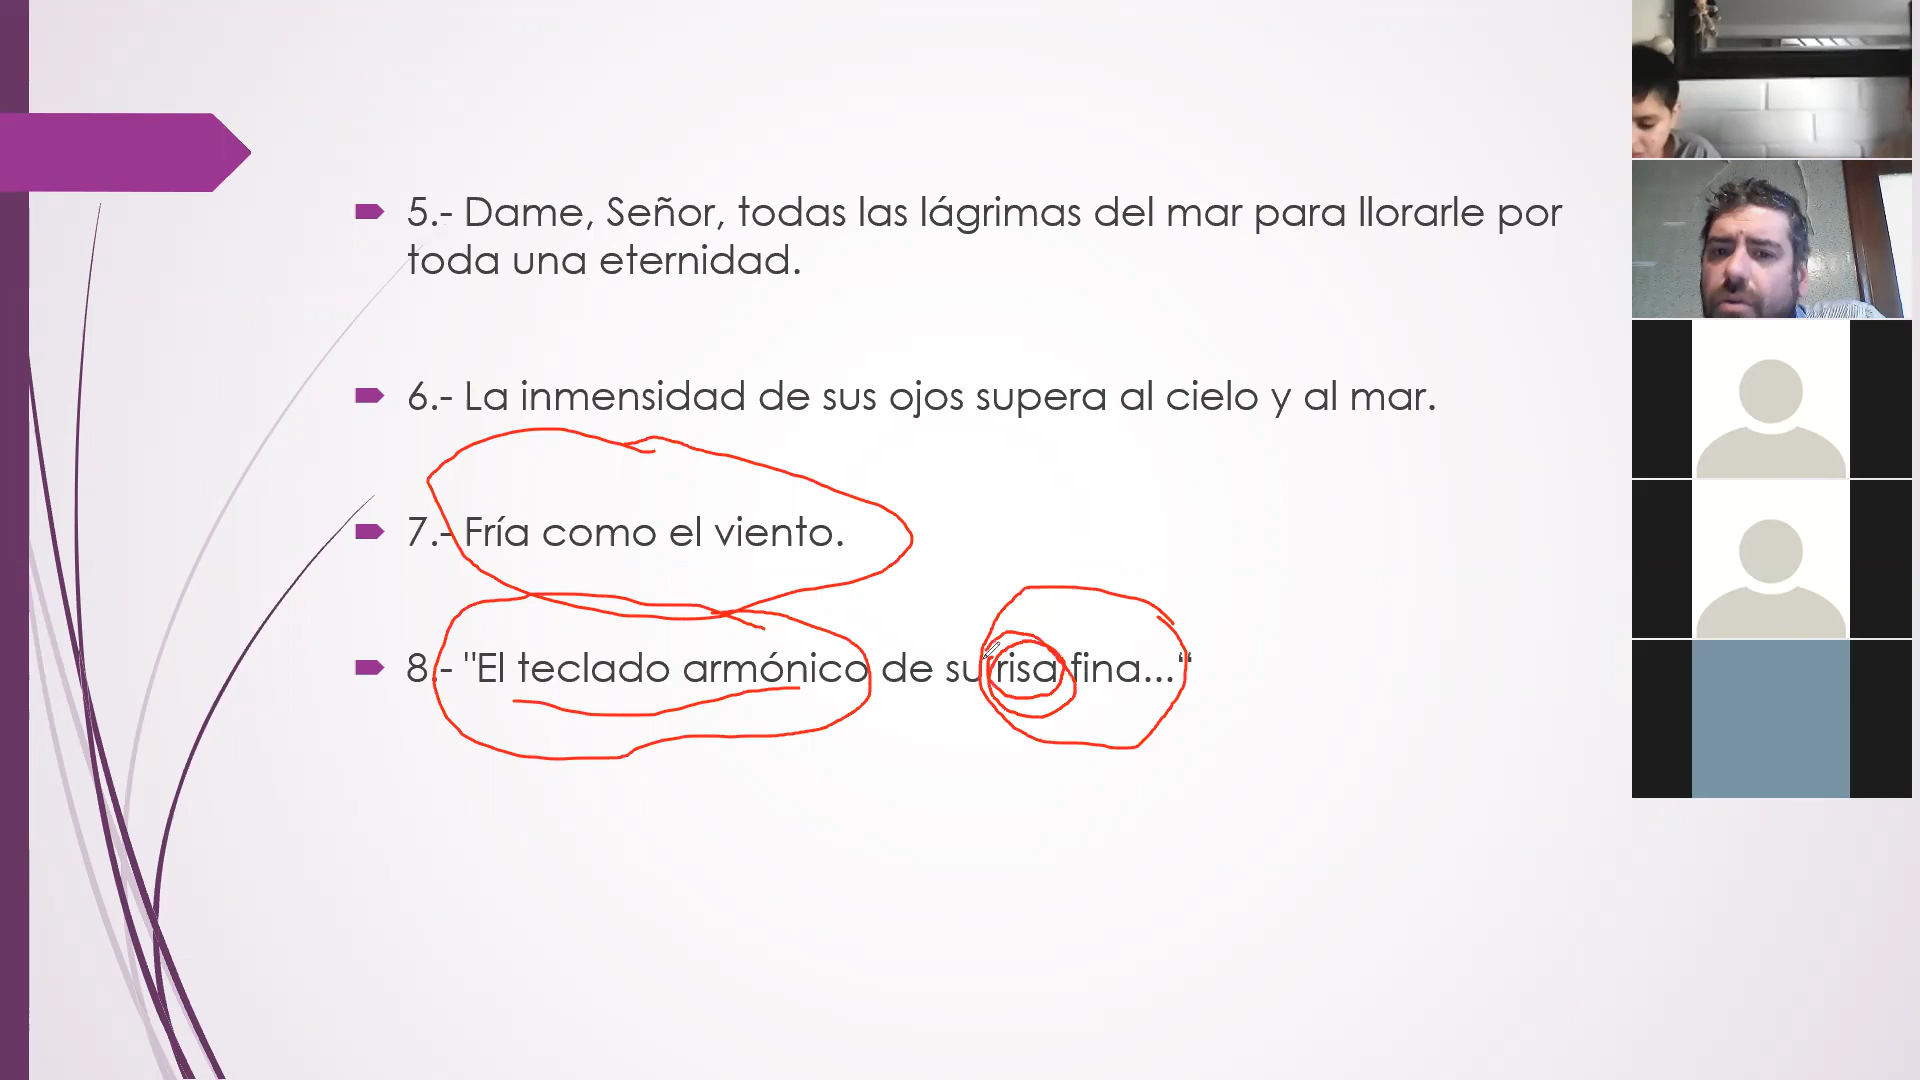 5.- Dame, Señor, todas las lágrimas del mar para llorarle por
toda una eternidad.
6.- La inmensidad de sus ojos supera al cielo y al mar.
7.- Fría como el viento.
8.- "El teclado armónico de su risa fina...“